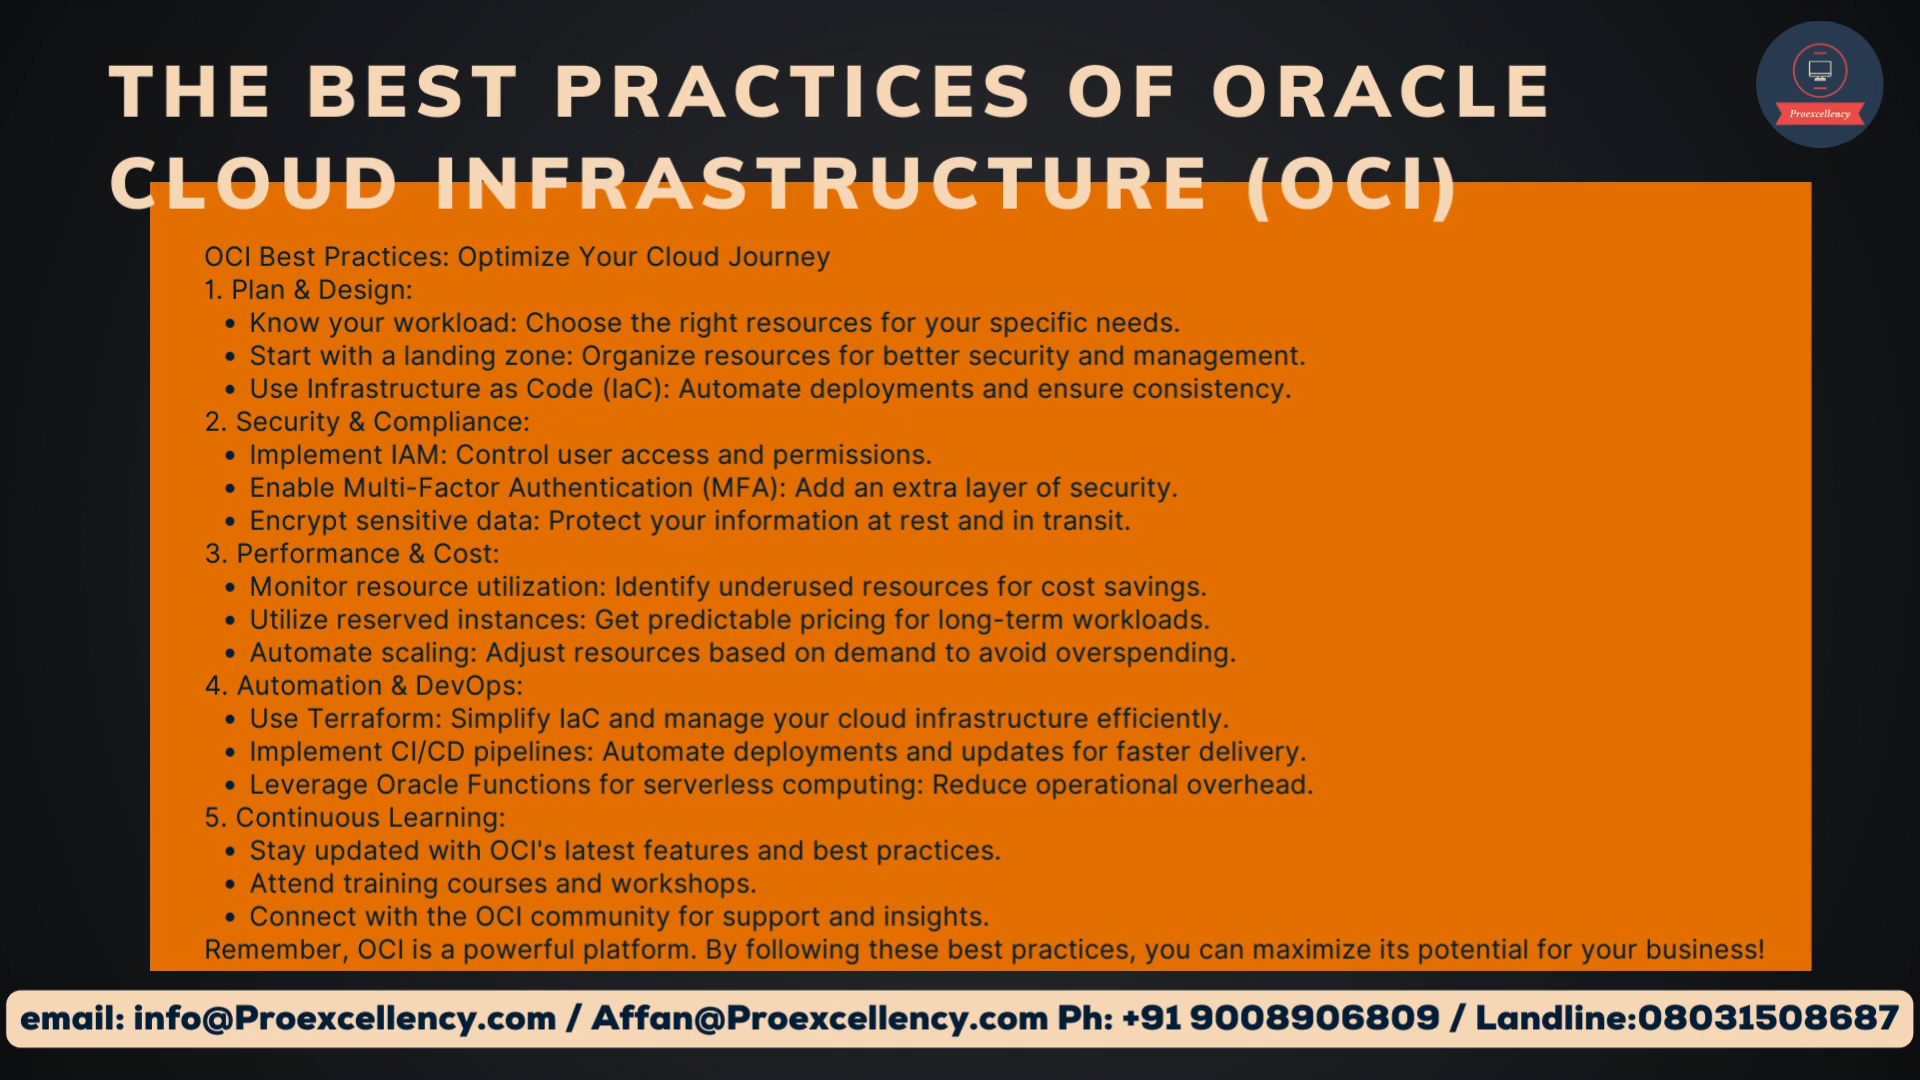 THE BEST PRACTICES OF ORACLE
CLOUD INFRASTRUCTURE (OCI)
Proexcellency
OCI Best Practices: Optimize Your Cloud Journey
1. Plan & Design:
• Know your workload: Choose the right resources for your specific needs.
• Start with a landing zone: Organize resources for better security and management.
• Use Infrastructure as Code (IaC): Automate deployments and ensure consistency.
2. Security & Compliance:
• Implement IAM: Control user access and permissions.
• Enable Multi-Factor Authentication (MFA): Add an extra layer of security.
• Encrypt sensitive data: Protect your information at rest and in transit.
3. Performance & Cost:
• Monitor resource utilization: Identify underused resources for cost savings.
• Utilize reserved instances: Get predictable pricing for long-term workloads.
• Automate scaling: Adjust resources based on demand to avoid overspending.
4. Automation & DevOps:
• Use Terraform: Simplify IaC and manage your cloud infrastructure efficiently.
• Implement CI/CD pipelines: Automate deployments and updates for faster delivery.
• Leverage Oracle Functions for serverless computing: Reduce operational overhead.
5. Continuous Learning:
• Stay updated with OCI's latest features and best practices.
• Attend training courses and workshops.
• Connect with the OCI community for support and insights.
Remember, OCI is a powerful platform. By following these best practices, you can maximize its potential for your business!
email: info@Proexcellency.com / Affan@Proexcellency.com Ph: +91 9008906809 / Landline:08031508687